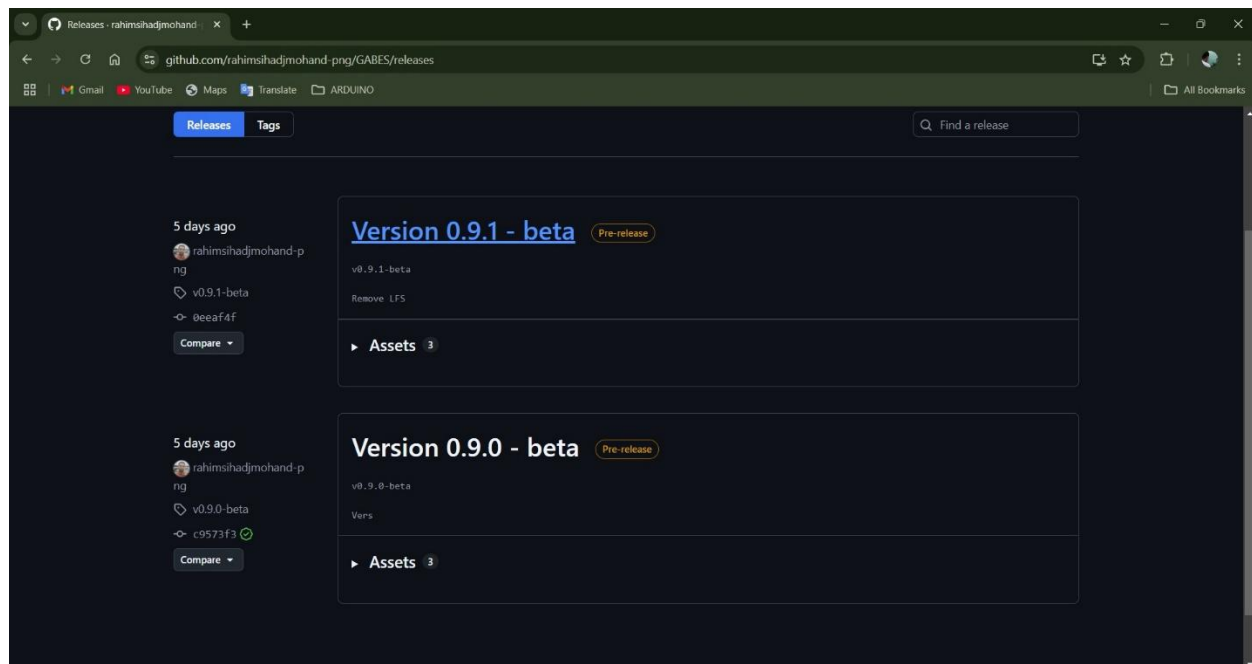 Releases · rahimsihadjmohand-
github.com/rahimsihadjmohand-png/GABES/releases
Gmail YouTube Maps Translate ARDUINO All Bookmarks
Releases Tags Find a release
5 days ago
rahimsihadjmohand-p
ng
v0.9.1-beta
0eeaf4f
Compare
Version 0.9.1 - beta Pre-release
v0.9.1-beta
Remove LFS
Assets 3
5 days ago
rahimsihadjmohand-p
ng
v0.9.0-beta
c9573f3
Compare
Version 0.9.0 - beta Pre-release
v0.9.0-beta
Vers
Assets 3